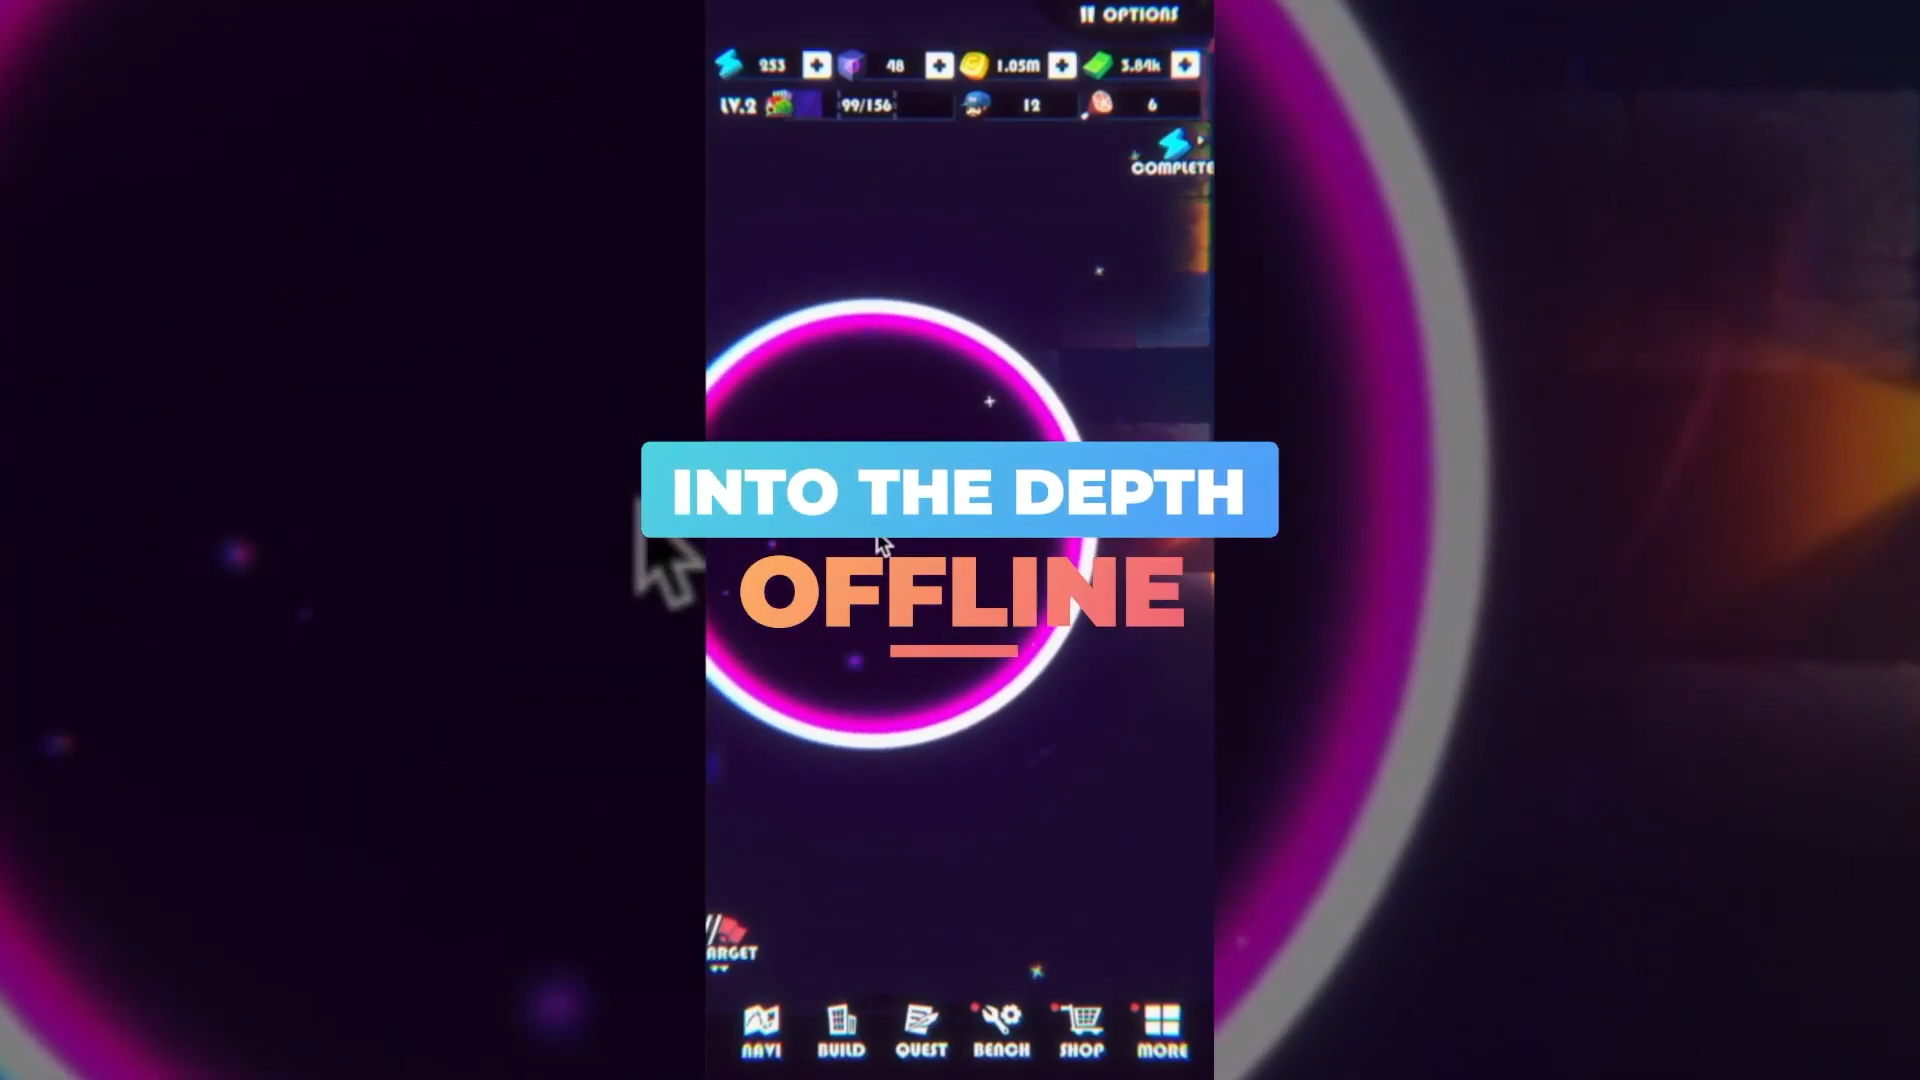 OPTIONS
253 48 1.05m 3.84k
LV.2 99/156 12 6
COMPLETE
INTO THE DEPTH
OFFLINE
ARGET
NAVI BUILD QUEST BENCH SHOP MORE